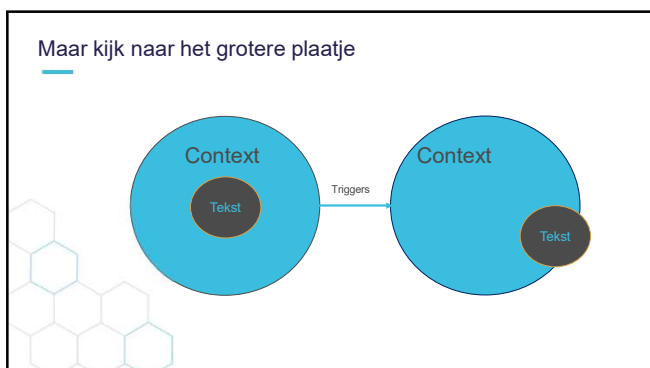 Maar kijk naar het grotere plaatje
Context
Context
Triggers
Tekst
Tekst